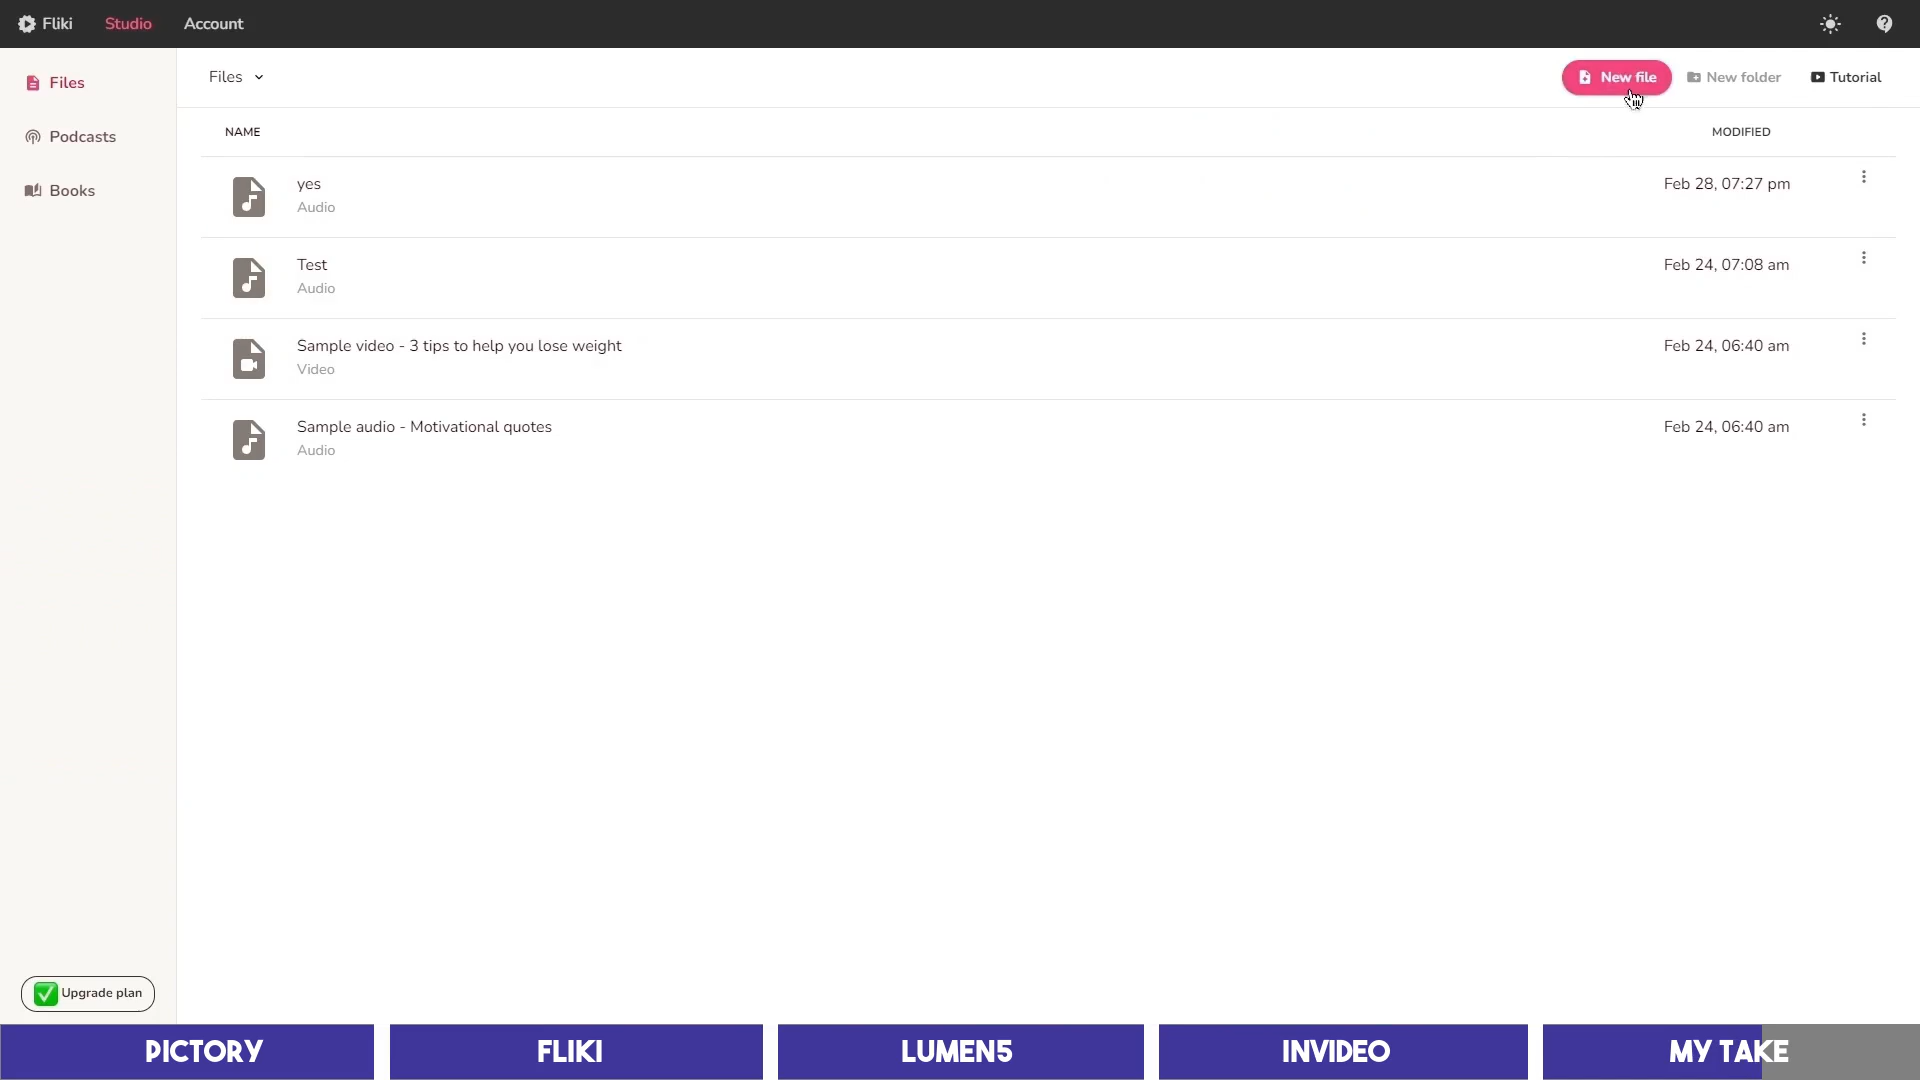 Fliki Studio Account
Files
Podcasts
Books
Files New file New folder Tutorial
NAME MODIFIED
yes Feb 28, 07:27 pm
Audio
Test Feb 24, 07:08 am
Audio
Sample video - 3 tips to help you lose weight Feb 24, 06:40 am
Video
Sample audio - Motivational quotes Feb 24, 06:40 am
Audio
Upgrade plan
PICTORY FLIKI LUMEN5 INVIDEO MY TAKE